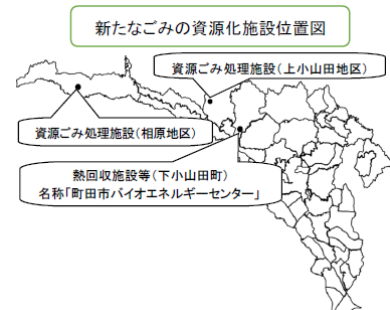 新たなごみの資源化施設位置図
資源ごみ処理施設（上小山田地区）
資源ごみ処理施設（相原地区）
熱回収施設等（下小山田町）
名称「町田市バイオエネルギーセンター」